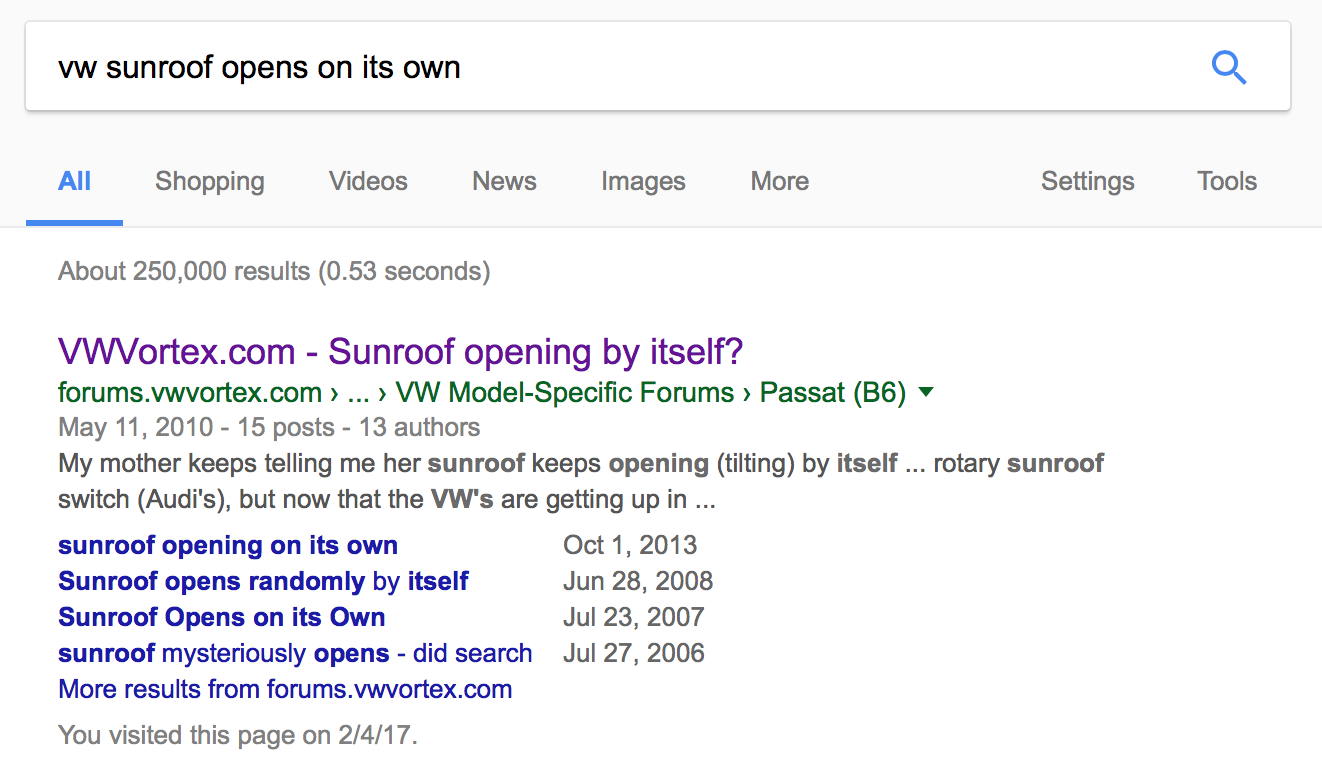 vw sunroof opens on its own
All Shopping Videos News Images More Settings Tools
About 250,000 results (0.53 seconds)
VWVortex.com - Sunroof opening by itself?
forums.vwvortex.com › ... › VW Model-Specific Forums › Passat (B6)
May 11, 2010 - 15 posts - 13 authors
My mother keeps telling me her sunroof keeps opening (tilting) by itself ... rotary sunroof
switch (Audi's), but now that the VW's are getting up in ...
sunroof opening on its own Oct 1, 2013
Sunroof opens randomly by itself Jun 28, 2008
Sunroof Opens on its Own Jul 23, 2007
sunroof mysteriously opens - did search Jul 27, 2006
More results from forums.vwvortex.com
You visited this page on 2/4/17.